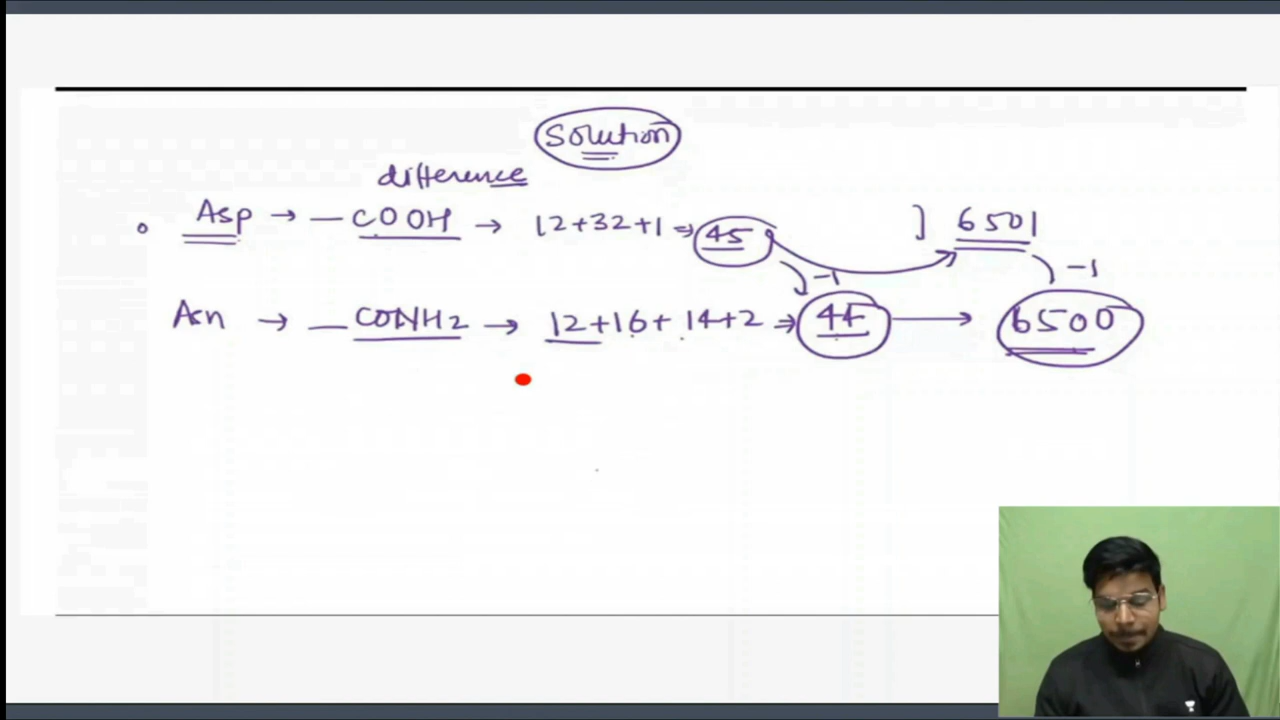 Solution
difference
Asp → —COOH → 12+32+1 ⇒ 45 ] 6501
-1 -1
Asn → —CONH2 → 12+16+14+2 ⇒ 44 → 6500